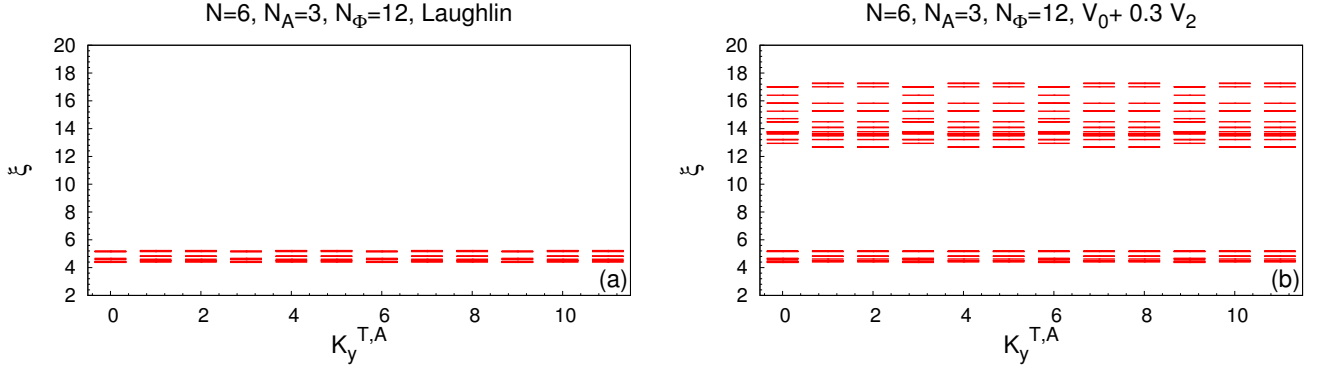 N=6, N_A=3, N_Φ=12, Laughlin
20
18
16
14
12
10
8
6
4
2
ξ
0 2 4 6 8 10
K_y^{T,A}
(a)
N=6, N_A=3, N_Φ=12, V_0+ 0.3 V_2
20
18
16
14
12
10
8
6
4
2
ξ
0 2 4 6 8 10
K_y^{T,A}
(b)